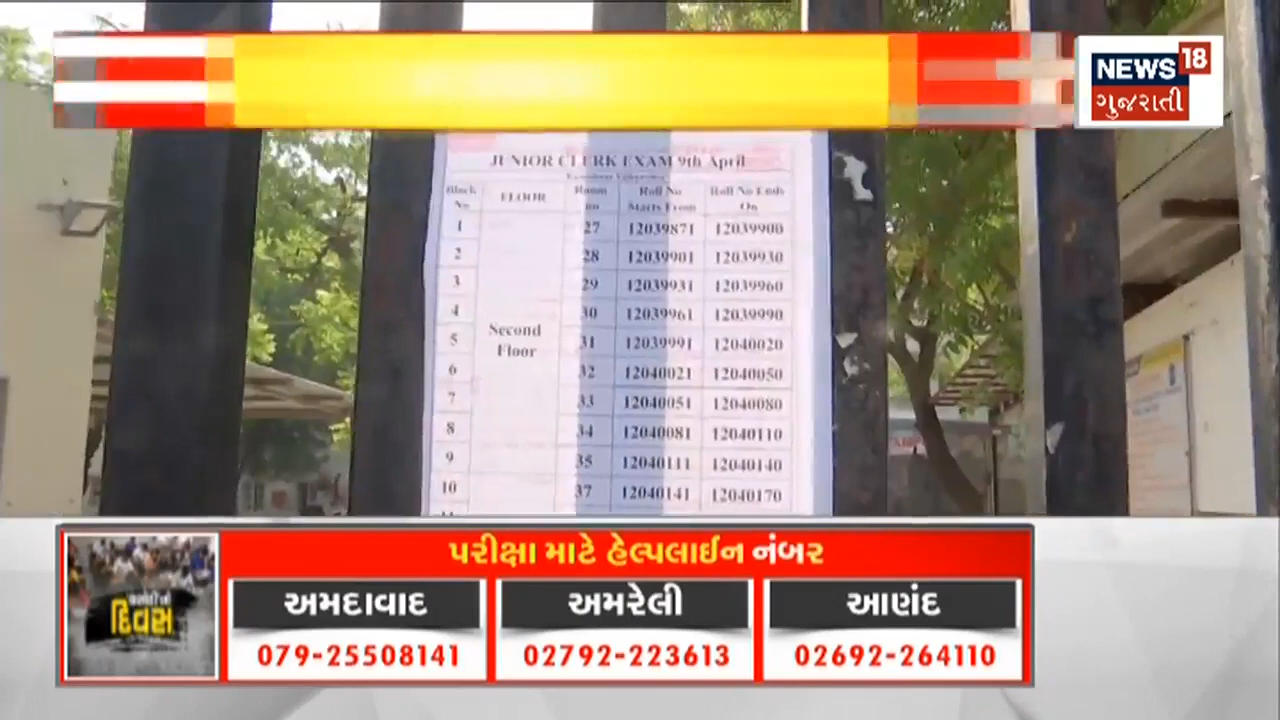 NEWS 18
ગુજરાતી
JUNIOR CLERK EXAM 9th April
Block No FLOOR Room no Roll No Starts From Roll No Ends On
1 27 12039871 12039900
2 28 12039901 12039930
3 29 12039931 12039960
4 30 12039961 12039990
Second Floor
5 31 12039991 12040020
6 32 12040021 12040050
7 33 12040051 12040080
8 34 12040081 12040110
9 35 12040111 12040140
10 37 12040141 12040170
પરીક્ષા માટે હેલ્પલાઈન નંબર
દિવસ
અમદાવાદ અમરેલી આણંદ
079-25508141 02792-223613 02692-264110